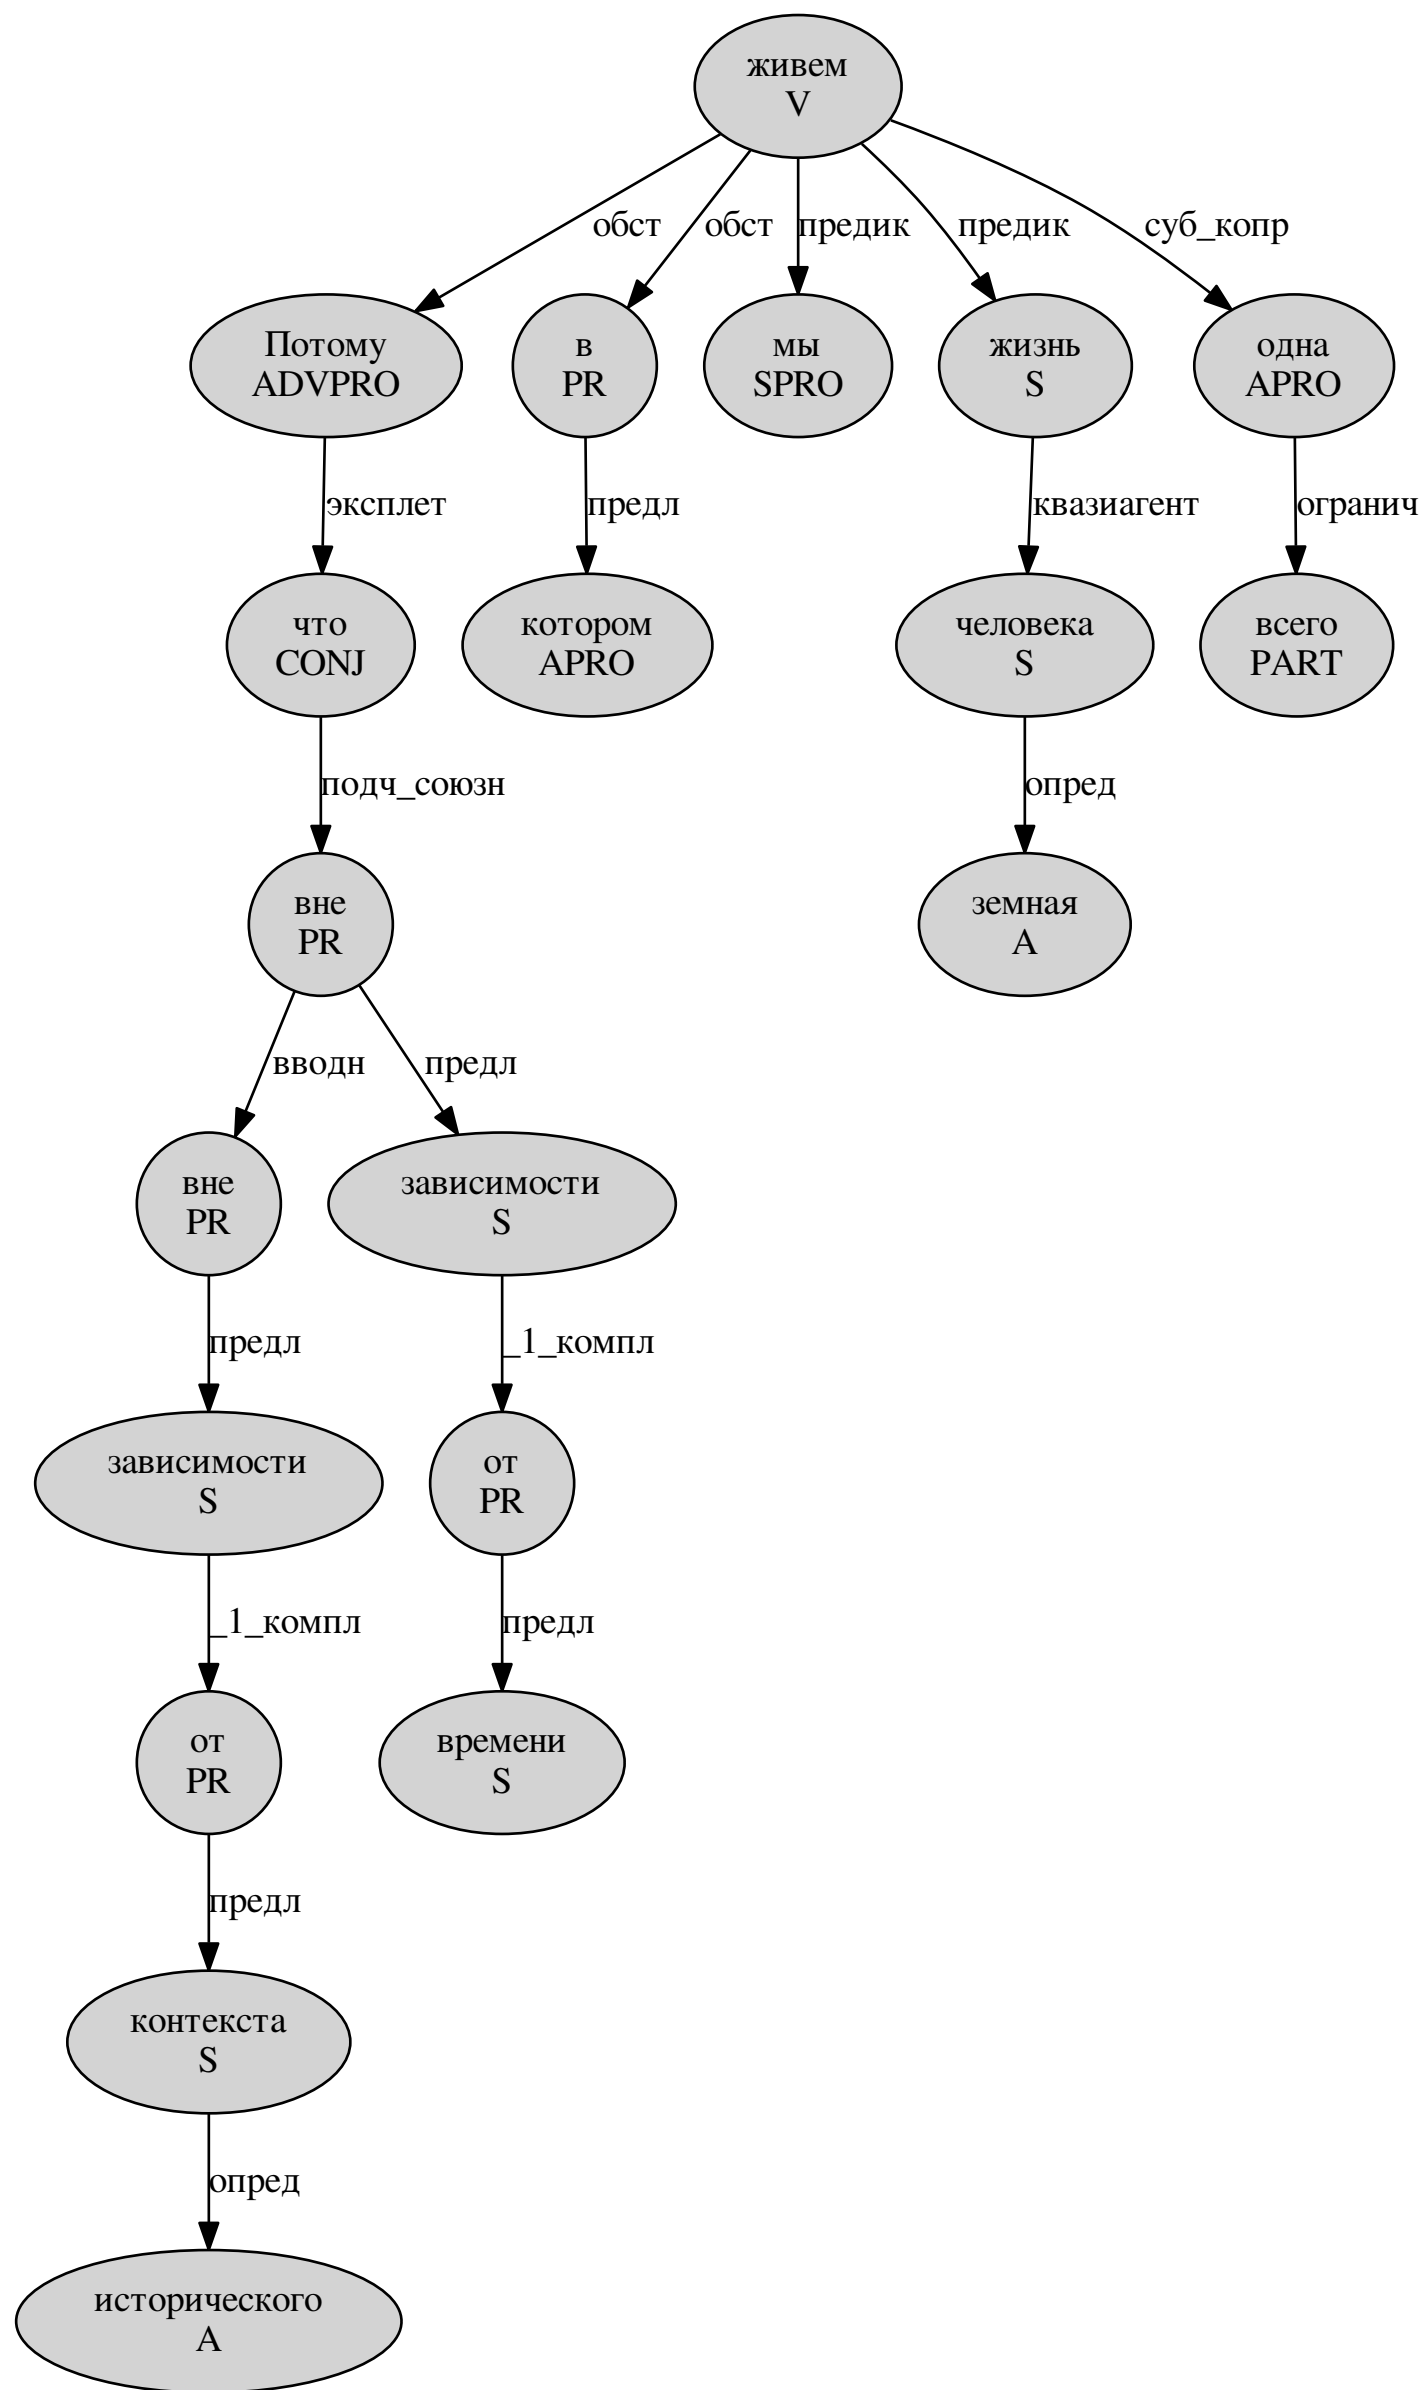 живем
V
обст
обст
предик
предик
суб_копр
Потому
ADVPRO
в
PR
мы
SPRO
жизнь
S
одна
APRO
эксплет
предл
квазиагент
огранич
что
CONJ
котором
APRO
человека
S
всего
PART
подч_союзн
опред
вне
PR
земная
A
вводн
предл
вне
PR
зависимости
S
предл
_1_компл
зависимости
S
от
PR
_1_компл
предл
от
PR
времени
S
предл
контекста
S
опред
исторического
A